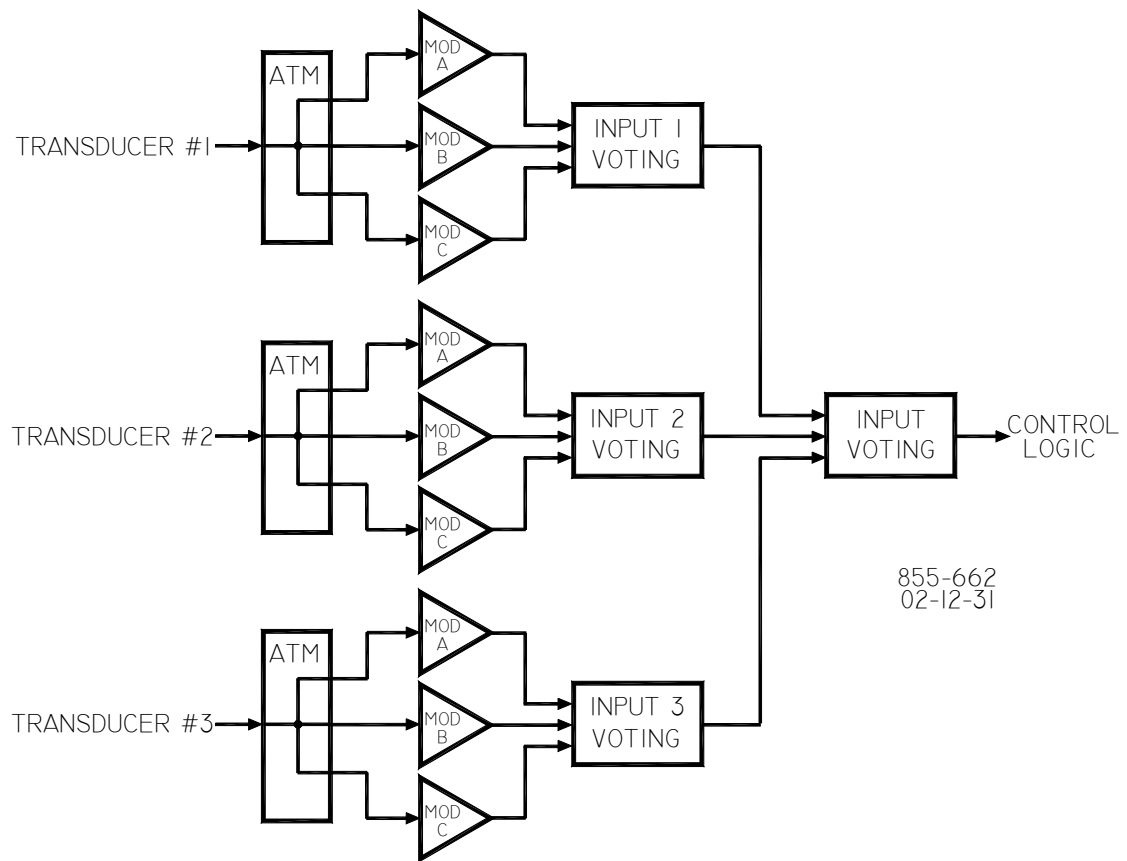 ATM
MOD
A
TRANSDUCER #1
MOD
B
INPUT 1
VOTING
MOD
C
ATM
MOD
A
TRANSDUCER #2
MOD
B
INPUT 2
VOTING
INPUT
VOTING
CONTROL
LOGIC
MOD
C
855-662
02-12-31
ATM
MOD
A
TRANSDUCER #3
MOD
B
INPUT 3
VOTING
MOD
C